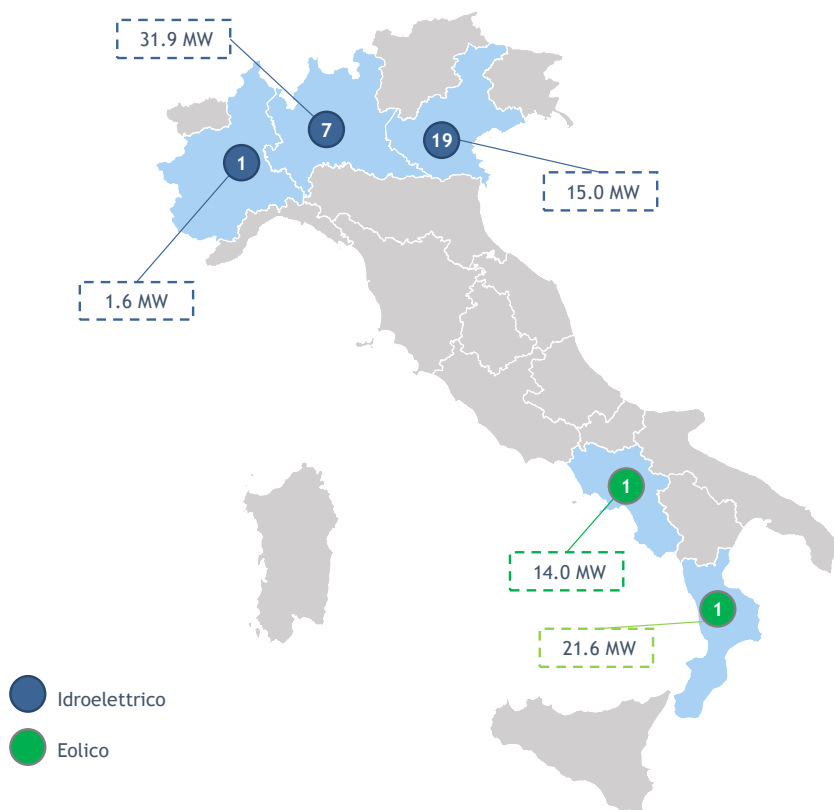 31.9 MW
7
19
1
15.0 MW
1.6 MW
1
14.0 MW
1
21.6 MW
Idroelettrico
Eolico